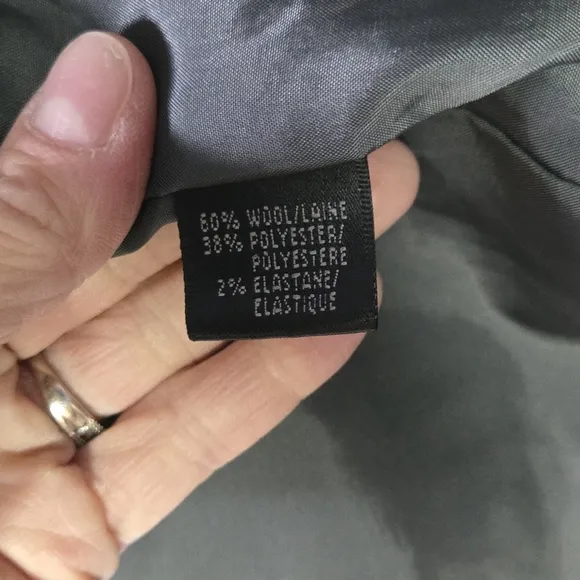 60% WOOL/LAINE
38% POLYESTER/
POLYESTERE
2% ELASTANE/
ELASTIQUE